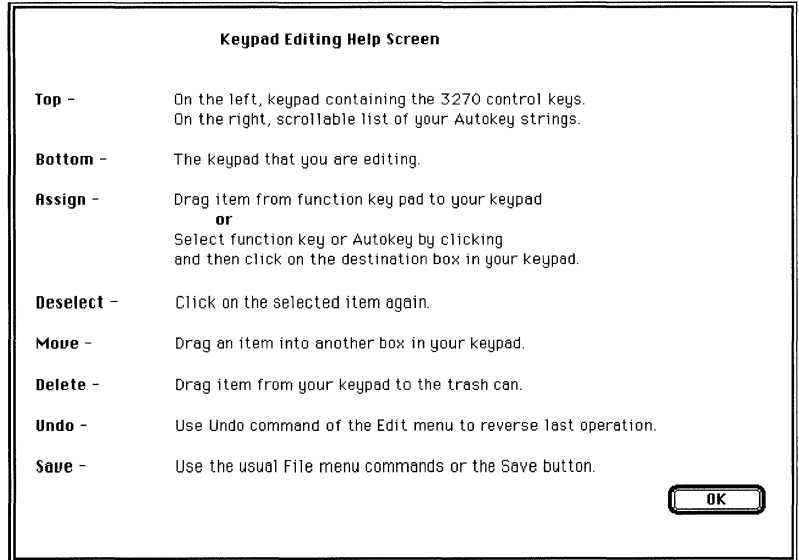 Keypad Editing Help Screen
Top - On the left, keypad containing the 3270 control keys.
On the right, scrollable list of your Autokey strings.
Bottom - The keypad that you are editing.
Assign - Drag item from function key pad to your keypad
or
Select function key or Autokey by clicking
and then click on the destination box in your keypad.
Deselect - Click on the selected item again.
Move - Drag an item into another box in your keypad.
Delete - Drag item from your keypad to the trash can.
Undo - Use Undo command of the Edit menu to reverse last operation.
Save - Use the usual File menu commands or the Save button.
OK